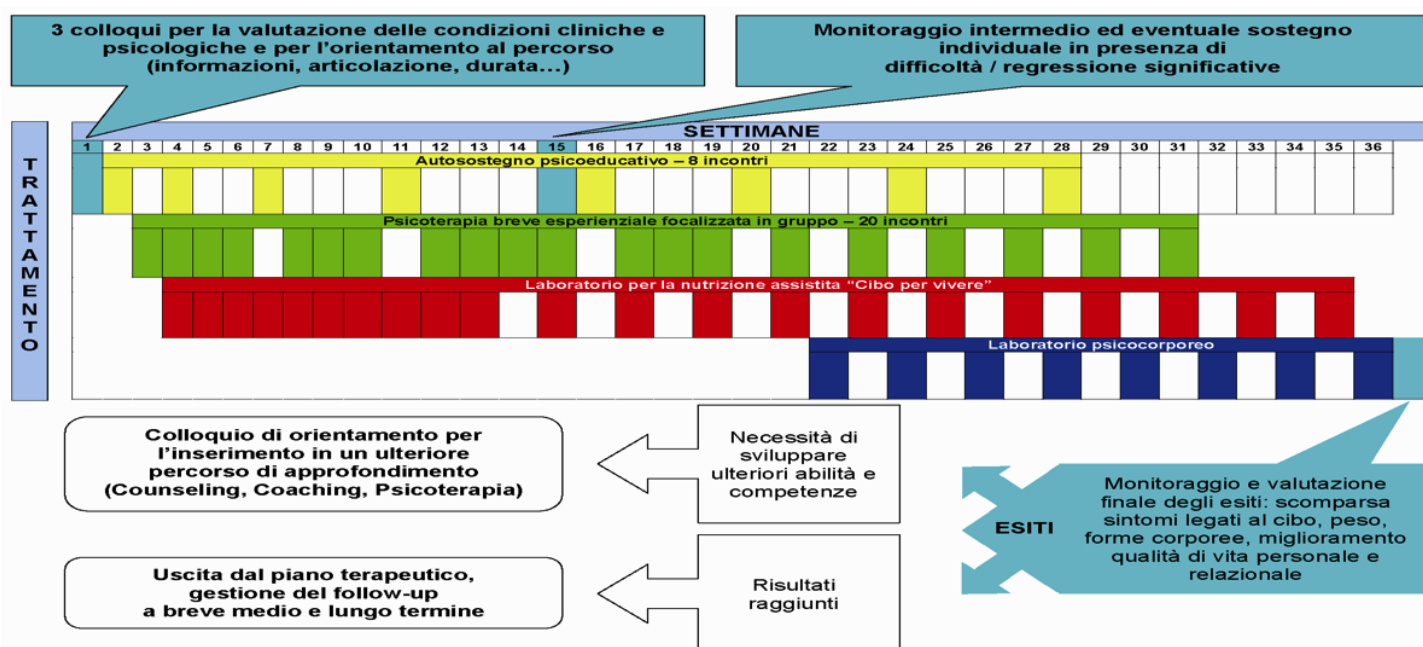 3 colloqui per la valutazione delle condizioni cliniche e
psicologiche e per l'orientamento al percorso
(informazioni, articolazione, durata…)
Monitoraggio intermedio ed eventuale sostegno
individuale in presenza di
difficoltà / regressione significative
TRATTAMENTO
SETTIMANE
1 2 3 4 5 6 7 8 9 10 11 12 13 14 15 16 17 18 19 20 21 22 23 24 25 26 27 28 29 30 31 32 33 34 35 36
Autosostegno psicoeducativo – 8 incontri
Psicoterapia breve esperienziale focalizzata in gruppo – 20 incontri
Laboratorio per la nutrizione assistita “Cibo per vivere”
Laboratorio psicocorporeo
Colloquio di orientamento per
l'inserimento in un ulteriore
percorso di approfondimento
(Counseling, Coaching, Psicoterapia)
Necessità di
sviluppare
ulteriori abilità e
competenze
ESITI
Monitoraggio e valutazione
finale degli esiti: scomparsa
sintomi legati al cibo, peso,
forme corporee, miglioramento
qualità di vita personale e
relazionale
Uscita dal piano terapeutico,
gestione del follow-up
a breve medio e lungo termine
Risultati
raggiunti